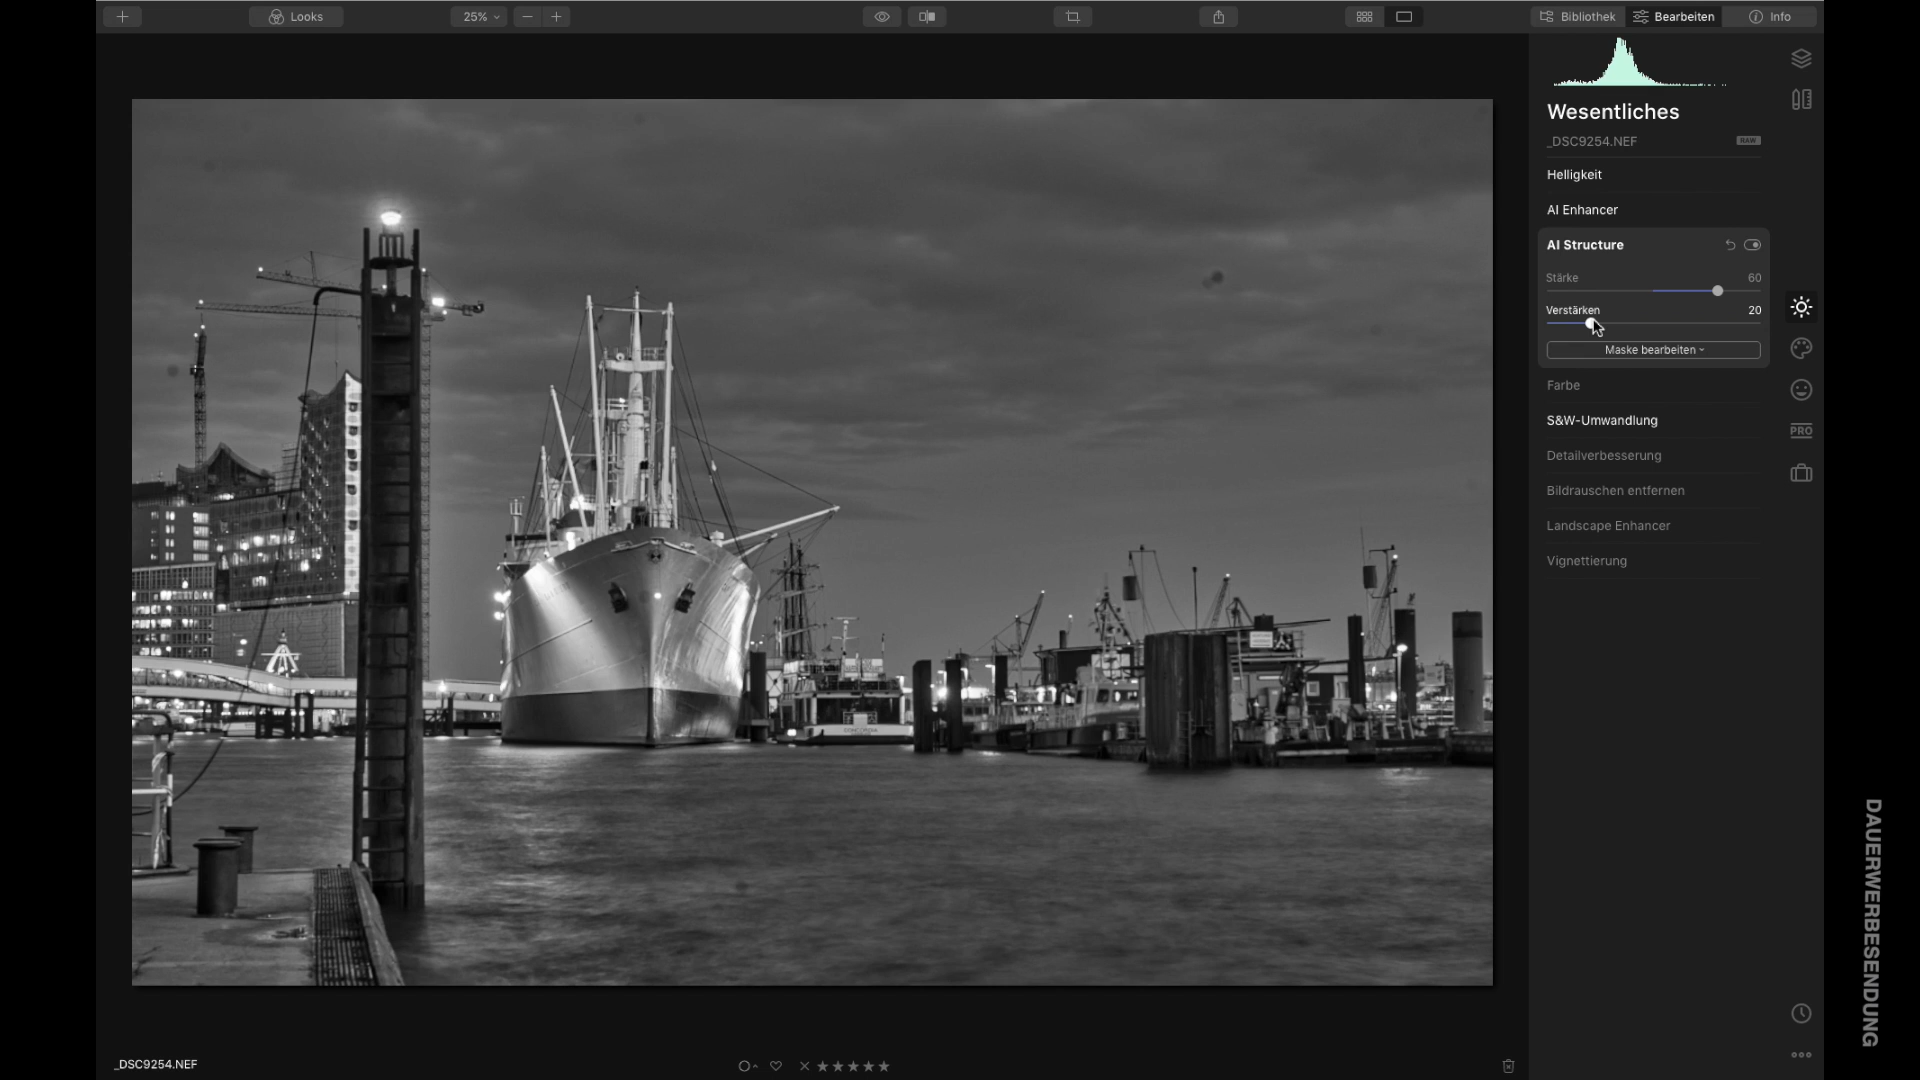 Looks
25%
Bibliothek
Bearbeiten
Info
Wesentliches
_DSC9254.NEF
RAW
Helligkeit
AI Enhancer
AI Structure
Stärke 60
Verstärken 20
Maske bearbeiten
Farbe
S&W-Umwandlung
Detailverbesserung
Bildrauschen entfernen
Landscape Enhancer
Vignettierung
PRO
DAUERWERBESENDUNG
_DSC9254.NEF